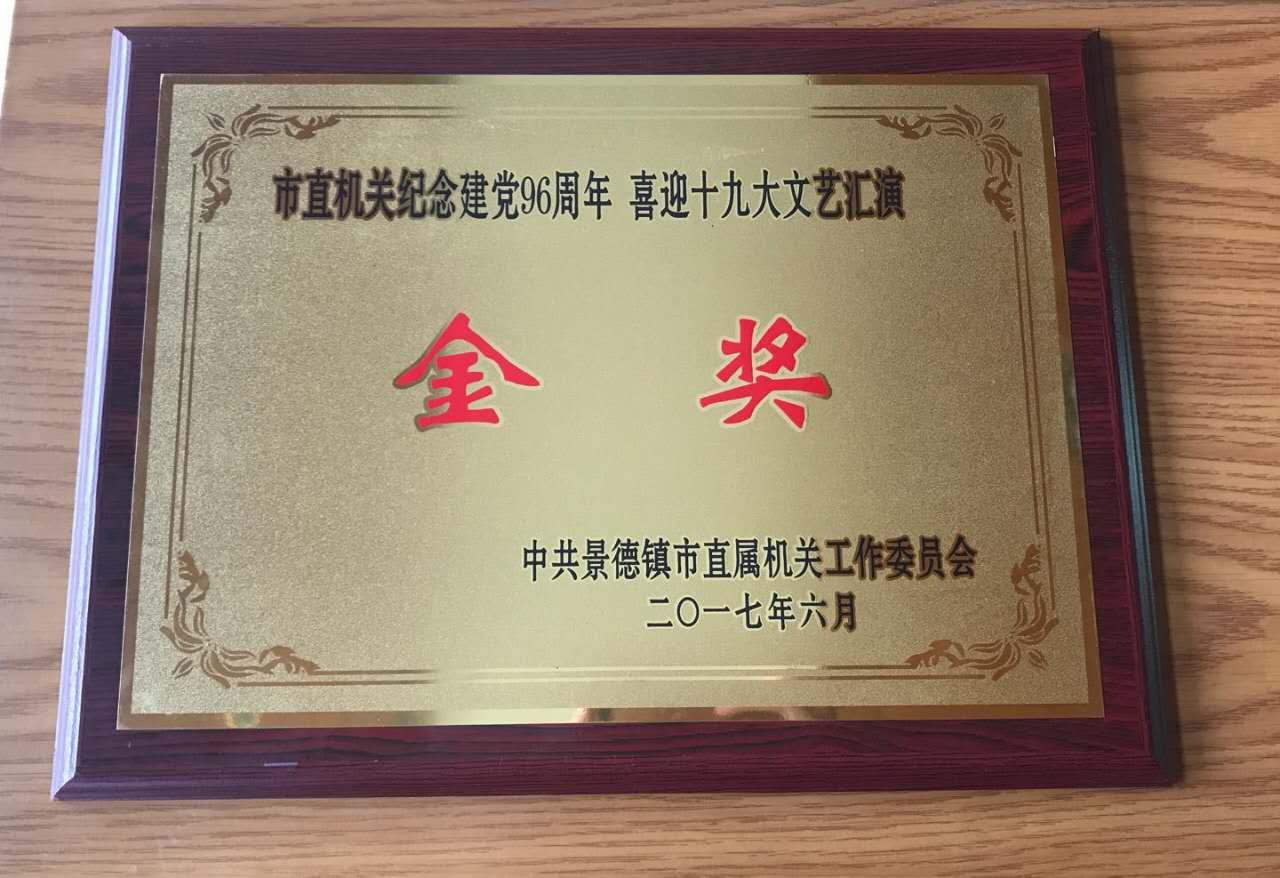 市直机关纪念建党96周年 喜迎十九大文艺汇演
金 奖
中共景德镇市直属机关工作委员会
二〇一七年六月